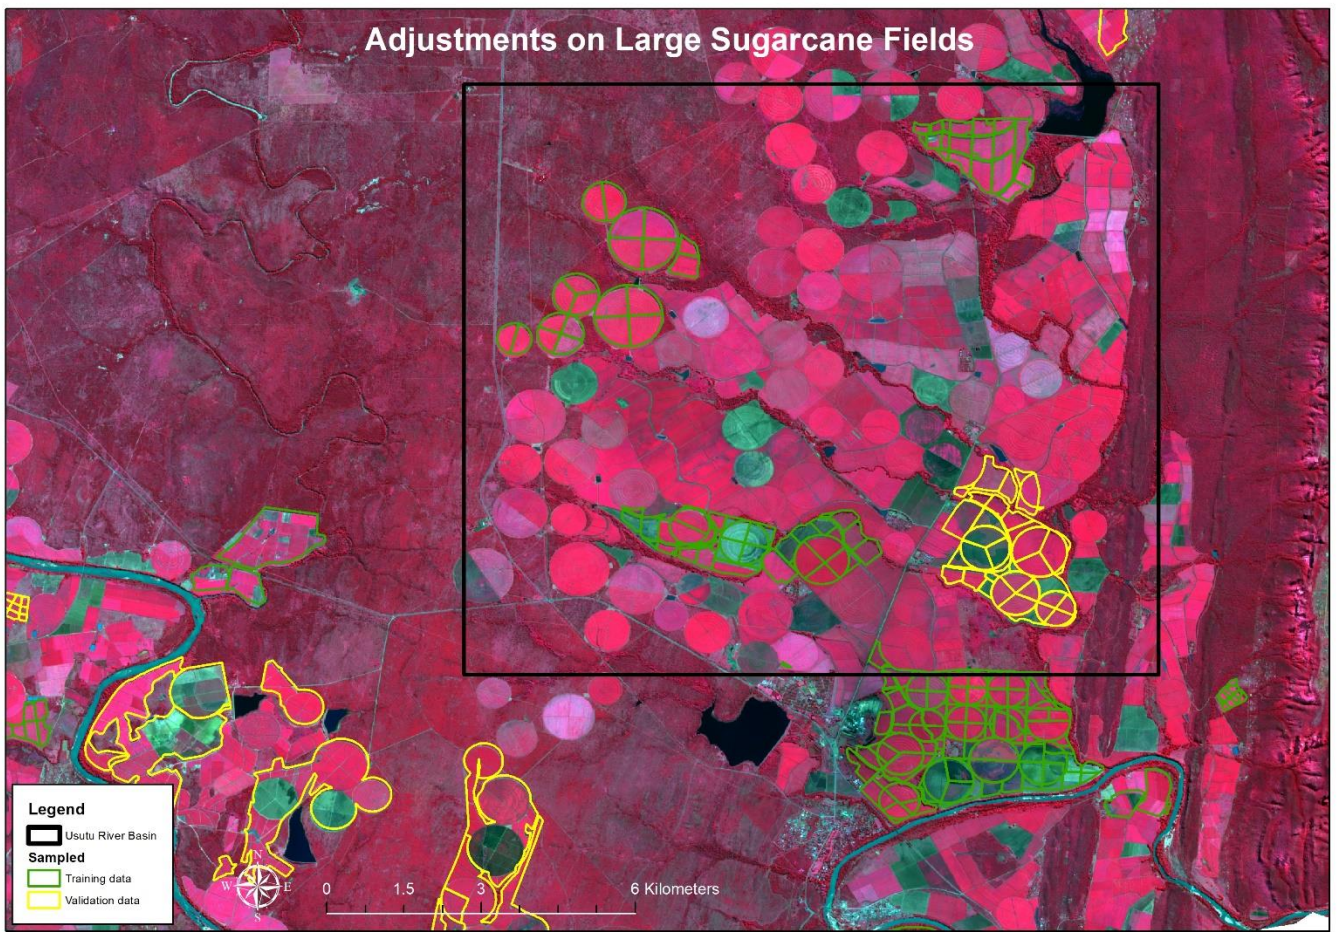 Adjustments on Large Sugarcane Fields
Legend
Usutu River Basin
Sampled
Training data
Validation data
N
W E
S
0 1.5 3 6 Kilometers